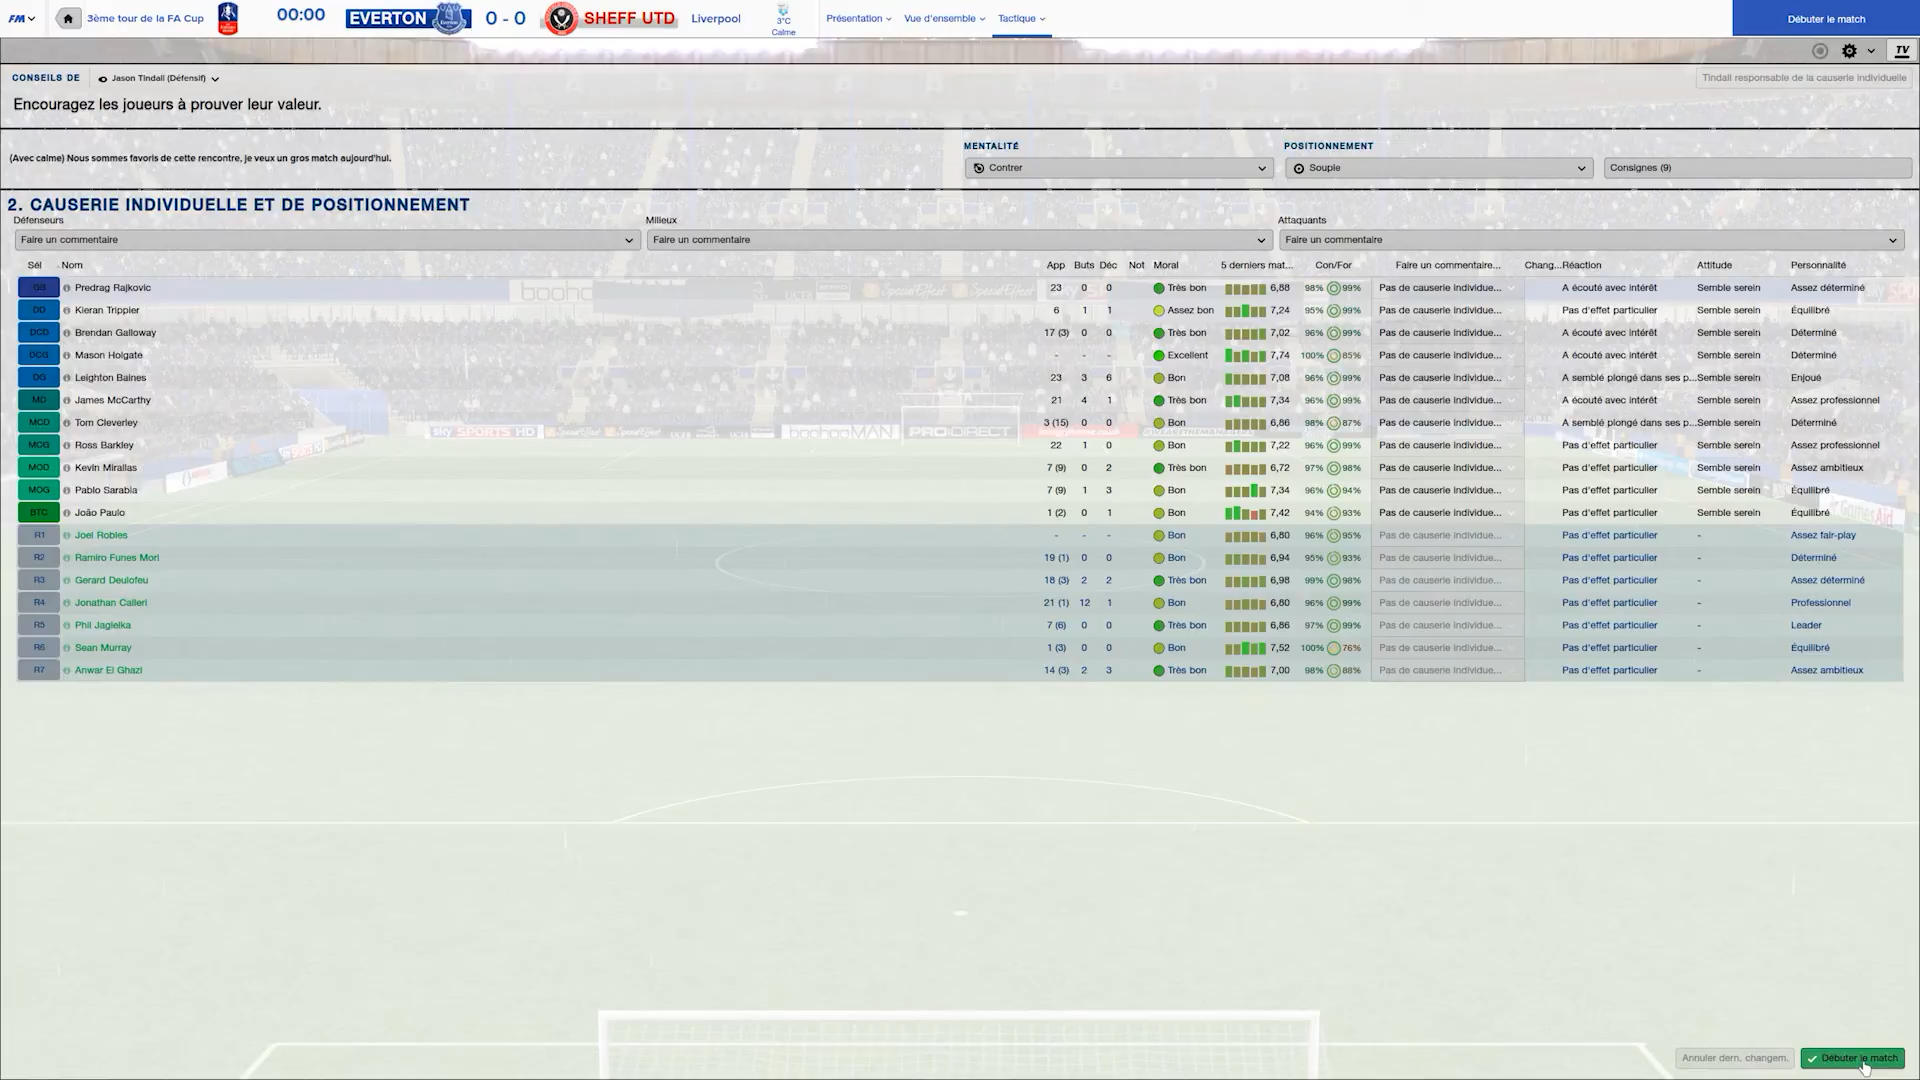 FM
3ème tour de la FA Cup
00:00
EVERTON
0 - 0
SHEFF UTD
Liverpool
3°C
Calme
Présentation
Vue d'ensemble
Tactique
Débuter le match
TV
CONSEILS DE
Jason Tindall (Défensif)
Tindall responsable de la causerie individuelle
Encouragez les joueurs à prouver leur valeur.
(Avec calme) Nous sommes favoris de cette rencontre, je veux un gros match aujourd'hui.
MENTALITÉ
Contrer
POSITIONNEMENT
Souple
Consignes (9)
2. CAUSERIE INDIVIDUELLE ET DE POSITIONNEMENT
Défenseurs
Milieux
Attaquants
Faire un commentaire
Faire un commentaire
Faire un commentaire
Sél Nom App Buts Déc Not Moral 5 derniers mat... Con/For Faire un commentaire... Chang... Réaction Attitude Personnalité
GB Predrag Rajkovic 23 0 0 Très bon 6,88 98% 99% Pas de causerie individue... A écouté avec intérêt Semble serein Assez déterminé
DD Kieran Trippier 6 1 1 Assez bon 7,24 95% 99% Pas de causerie individue... Pas d'effet particulier Semble serein Équilibré
DCD Brendan Galloway 17 (3) 0 0 Très bon 7,02 96% 99% Pas de causerie individue... A écouté avec intérêt Semble serein Déterminé
DCG Mason Holgate - - - Excellent 7,74 100% 85% Pas de causerie individue... A écouté avec intérêt Semble serein Déterminé
DG Leighton Baines 23 3 6 Bon 7,08 96% 99% Pas de causerie individue... A semblé plongé dans ses p... Semble serein Enjoué
MD James McCarthy 21 4 1 Très bon 7,34 96% 99% Pas de causerie individue... A écouté avec intérêt Semble serein Assez professionnel
MCD Tom Cleverley 3 (15) 0 0 Bon 6,86 98% 87% Pas de causerie individue... A semblé plongé dans ses p... Semble serein Déterminé
MCG Ross Barkley 22 1 0 Bon 7,22 96% 99% Pas de causerie individue... Pas d'effet particulier Semble serein Assez professionnel
MOD Kevin Mirallas 7 (9) 0 2 Très bon 6,72 97% 98% Pas de causerie individue... Pas d'effet particulier Semble serein Assez ambitieux
MOG Pablo Sarabia 7 (9) 1 3 Bon 7,34 96% 94% Pas de causerie individue... Pas d'effet particulier Semble serein Équilibré
BTC João Paulo 1 (2) 0 1 Bon 7,42 94% 93% Pas de causerie individue... Pas d'effet particulier Semble serein Équilibré
R1 Joel Robles - - - Bon 6,80 96% 95% Pas de causerie individue... Pas d'effet particulier - Assez fair-play
R2 Ramiro Funes Mori 19 (1) 0 0 Bon 6,94 95% 93% Pas de causerie individue... Pas d'effet particulier - Déterminé
R3 Gerard Deulofeu 18 (3) 2 2 Très bon 6,98 99% 98% Pas de causerie individue... Pas d'effet particulier - Assez déterminé
R4 Jonathan Calleri 21 (1) 12 1 Bon 6,80 96% 99% Pas de causerie individue... Pas d'effet particulier - Professionnel
R5 Phil Jagielka 7 (6) 0 0 Très bon 6,86 97% 99% Pas de causerie individue... Pas d'effet particulier - Leader
R6 Sean Murray 1 (3) 0 0 Bon 7,52 100% 76% Pas de causerie individue... Pas d'effet particulier - Équilibré
R7 Anwar El Ghazi 14 (3) 2 3 Très bon 7,00 98% 88% Pas de causerie individue... Pas d'effet particulier - Assez ambitieux
sky SPORTS HD
boohooMAN
PRO:DIRECT
Annuler dern. changem.
Débuter le match